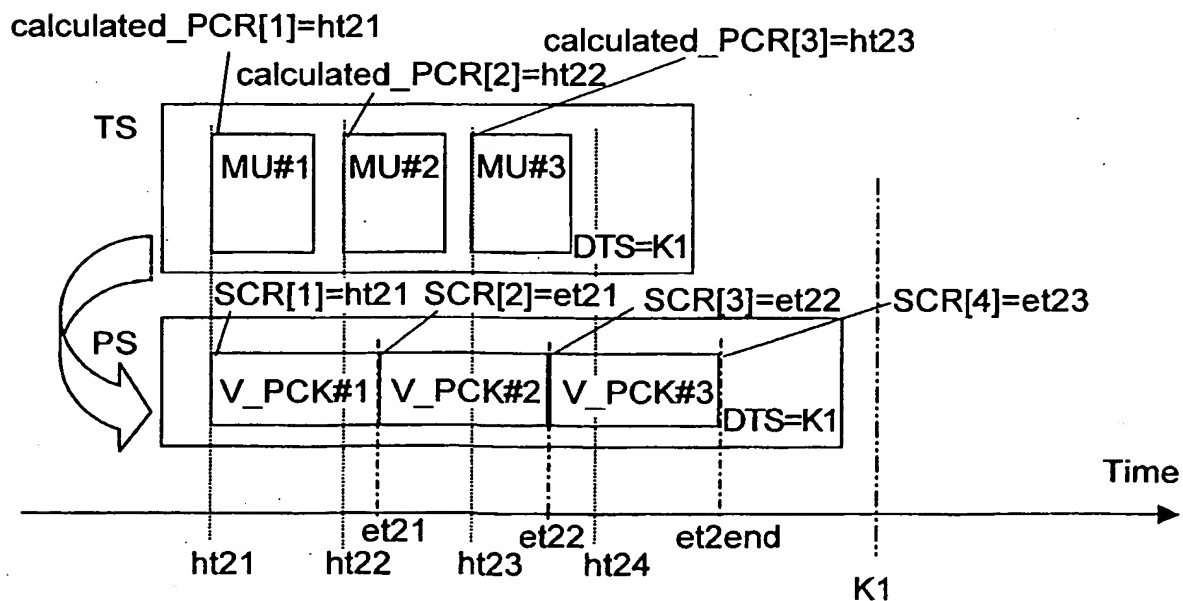 calculated_PCR[1]=ht21
calculated_PCR[3]=ht23
calculated_PCR[2]=ht22
TS
MU#1
MU#2
MU#3
DTS=K1
SCR[1]=ht21
SCR[2]=et21
SCR[3]=et22
SCR[4]=et23
PS
V_PCK#1
V_PCK#2
V_PCK#3
DTS=K1
Time
et21
et22
et2end
ht21
ht22
ht23
ht24
K1